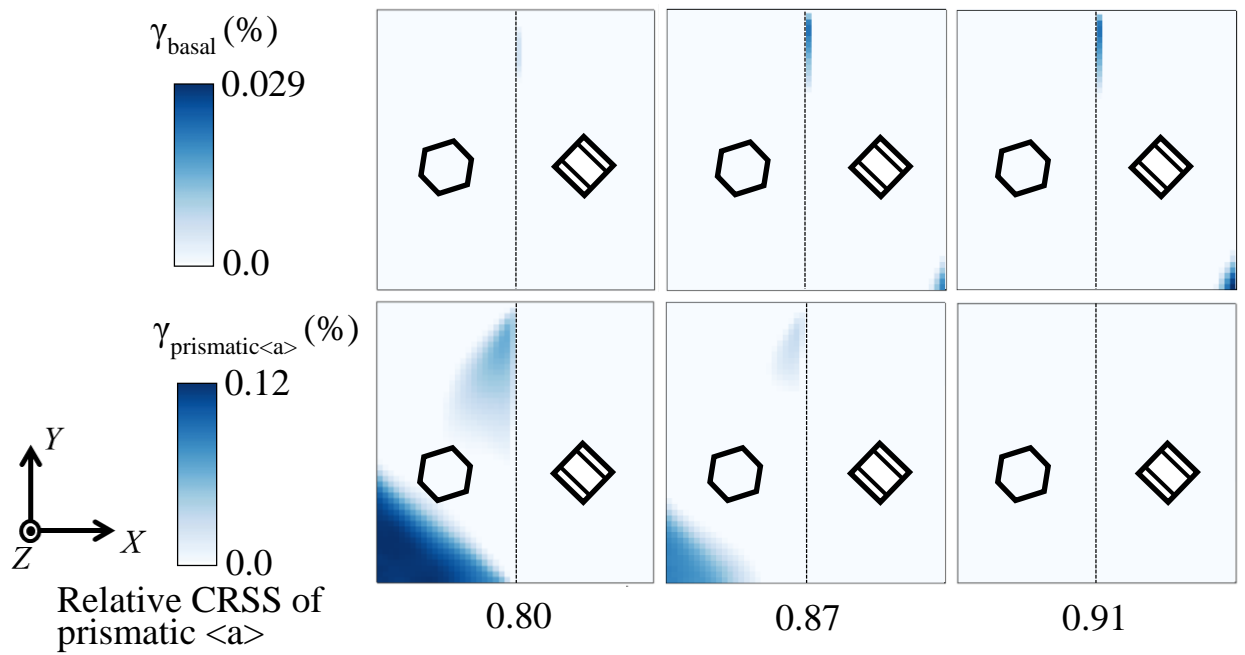 γbasal (%)
0.029
0.0
γprismatic<a> (%)
0.12
0.0
Y
X
Z
Relative CRSS of
prismatic <a>
0.80
0.87
0.91